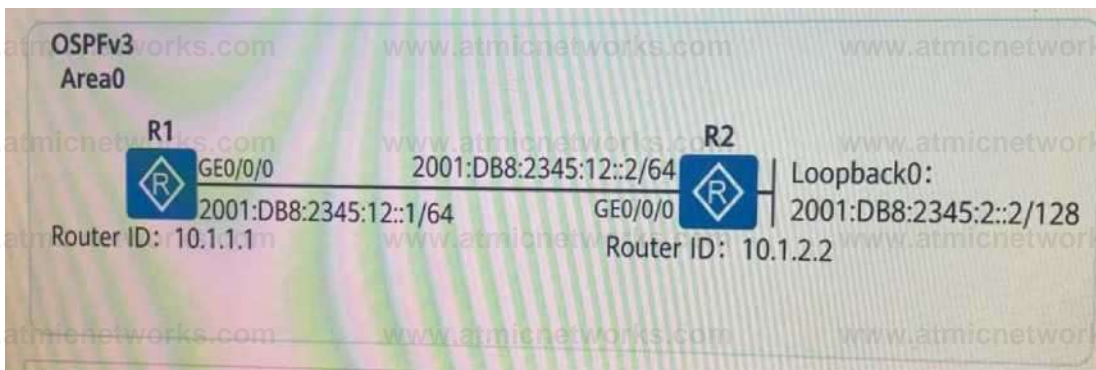 OSPFv3
Area0
www.atmicnetworks.com
R1
R2
GE0/0/0
2001:DB8:2345:12::2/64
Loopback0:
2001:DB8:2345:12::1/64
GE0/0/0
2001:DB8:2345:2::2/128
Router ID: 10.1.1.1
Router ID: 10.1.2.2